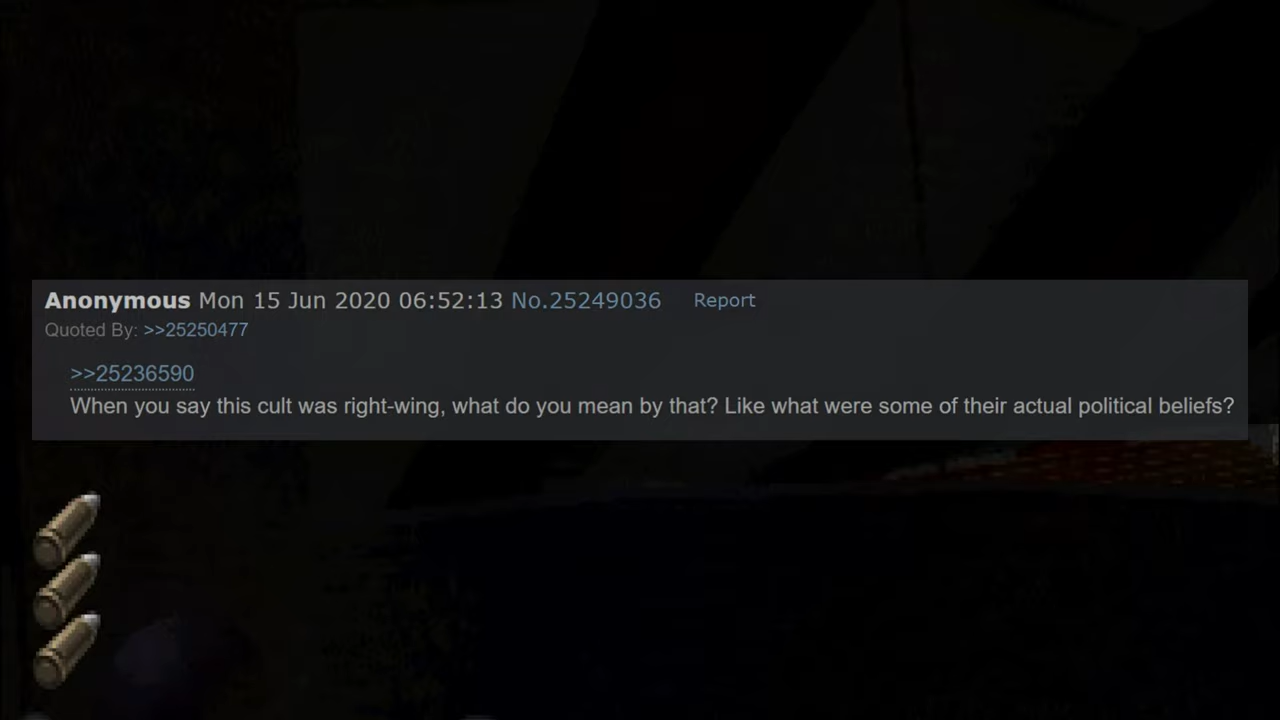 Anonymous Mon 15 Jun 2020 06:52:13 No.25249036 Report
Quoted By: >>25250477
>>25236590
When you say this cult was right-wing, what do you mean by that? Like what were some of their actual political beliefs?